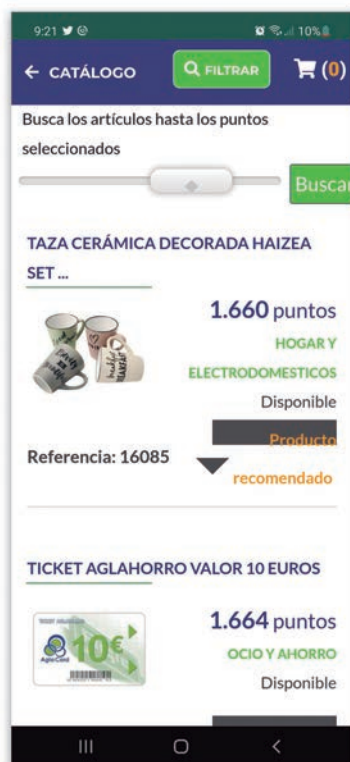 9:21
10%
← CATÁLOGO
FILTRAR
(0)
Busca los artículos hasta los puntos
seleccionados
Buscar
TAZA CERÁMICA DECORADA HAIZEA
SET ...
1.660 puntos
HOGAR Y
ELECTRODOMESTICOS
Disponible
Producto
recomendado
Referencia: 16085
TICKET AGLAHORRO VALOR 10 EUROS
10€
1.664 puntos
OCIO Y AHORRO
Disponible